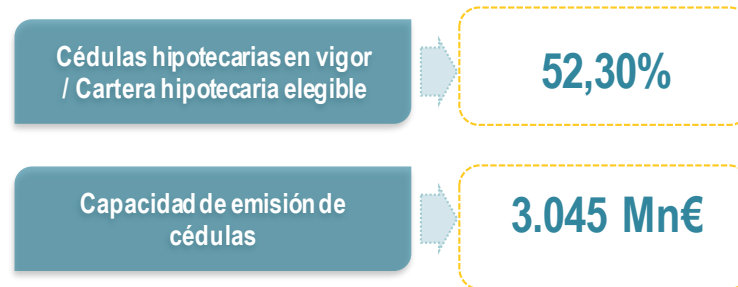 Cédulas hipotecarias en vigor
/ Cartera hipotecaria elegible
52,30%
Capacidad de emisión de
cédulas
3.045 Mn€